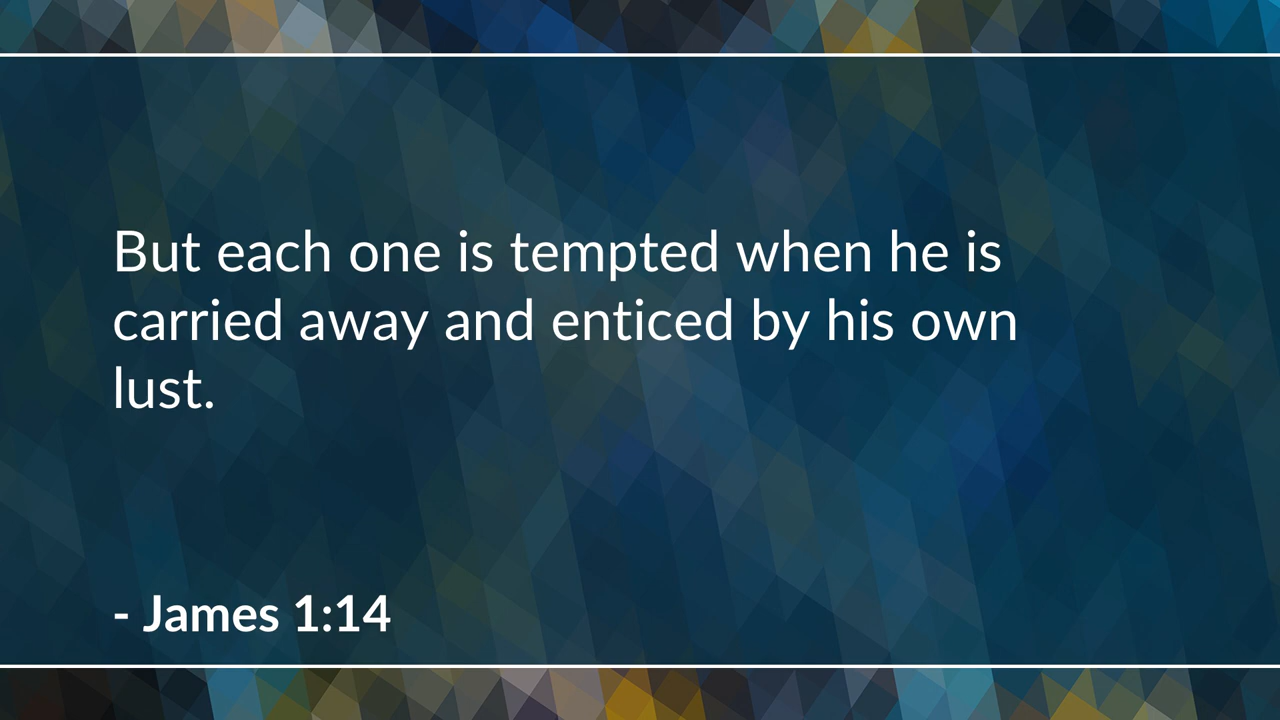 But each one is tempted when he is
carried away and enticed by his own
lust.
- James 1:14